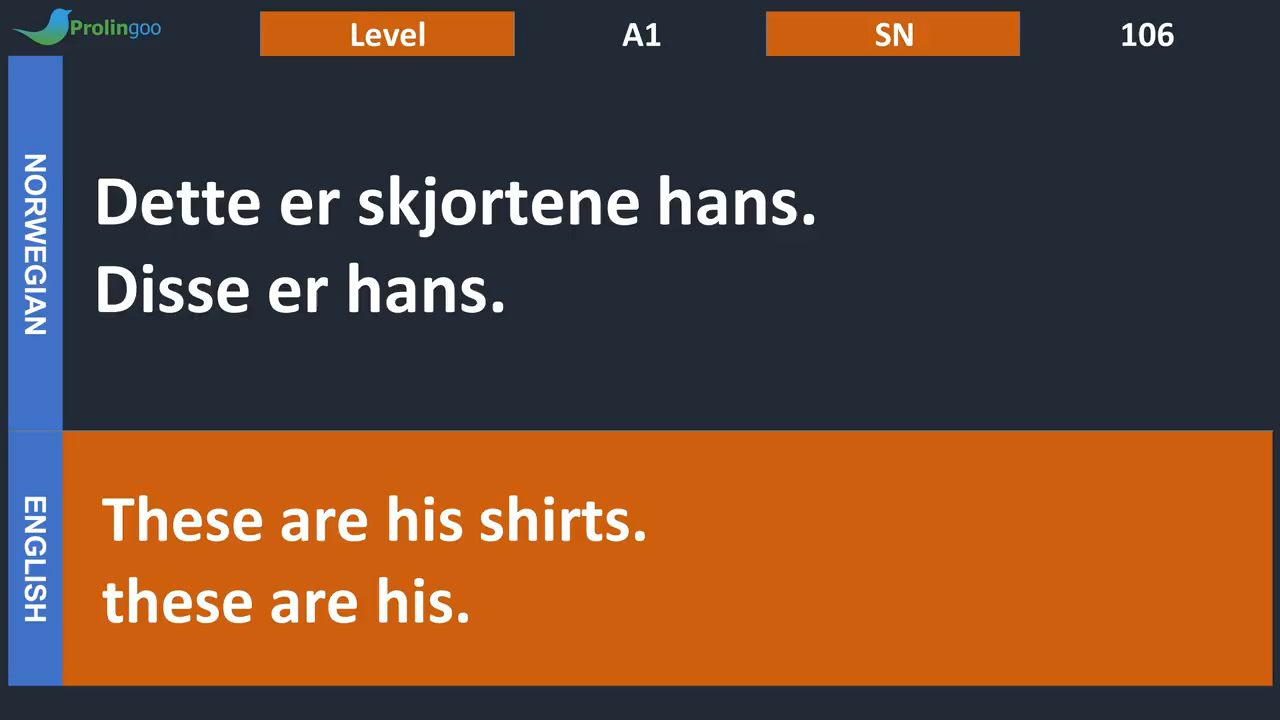 Prolingoo
Level A1 SN 106
NORWEGIAN
Dette er skjortene hans.
Disse er hans.
ENGLISH
These are his shirts.
these are his.